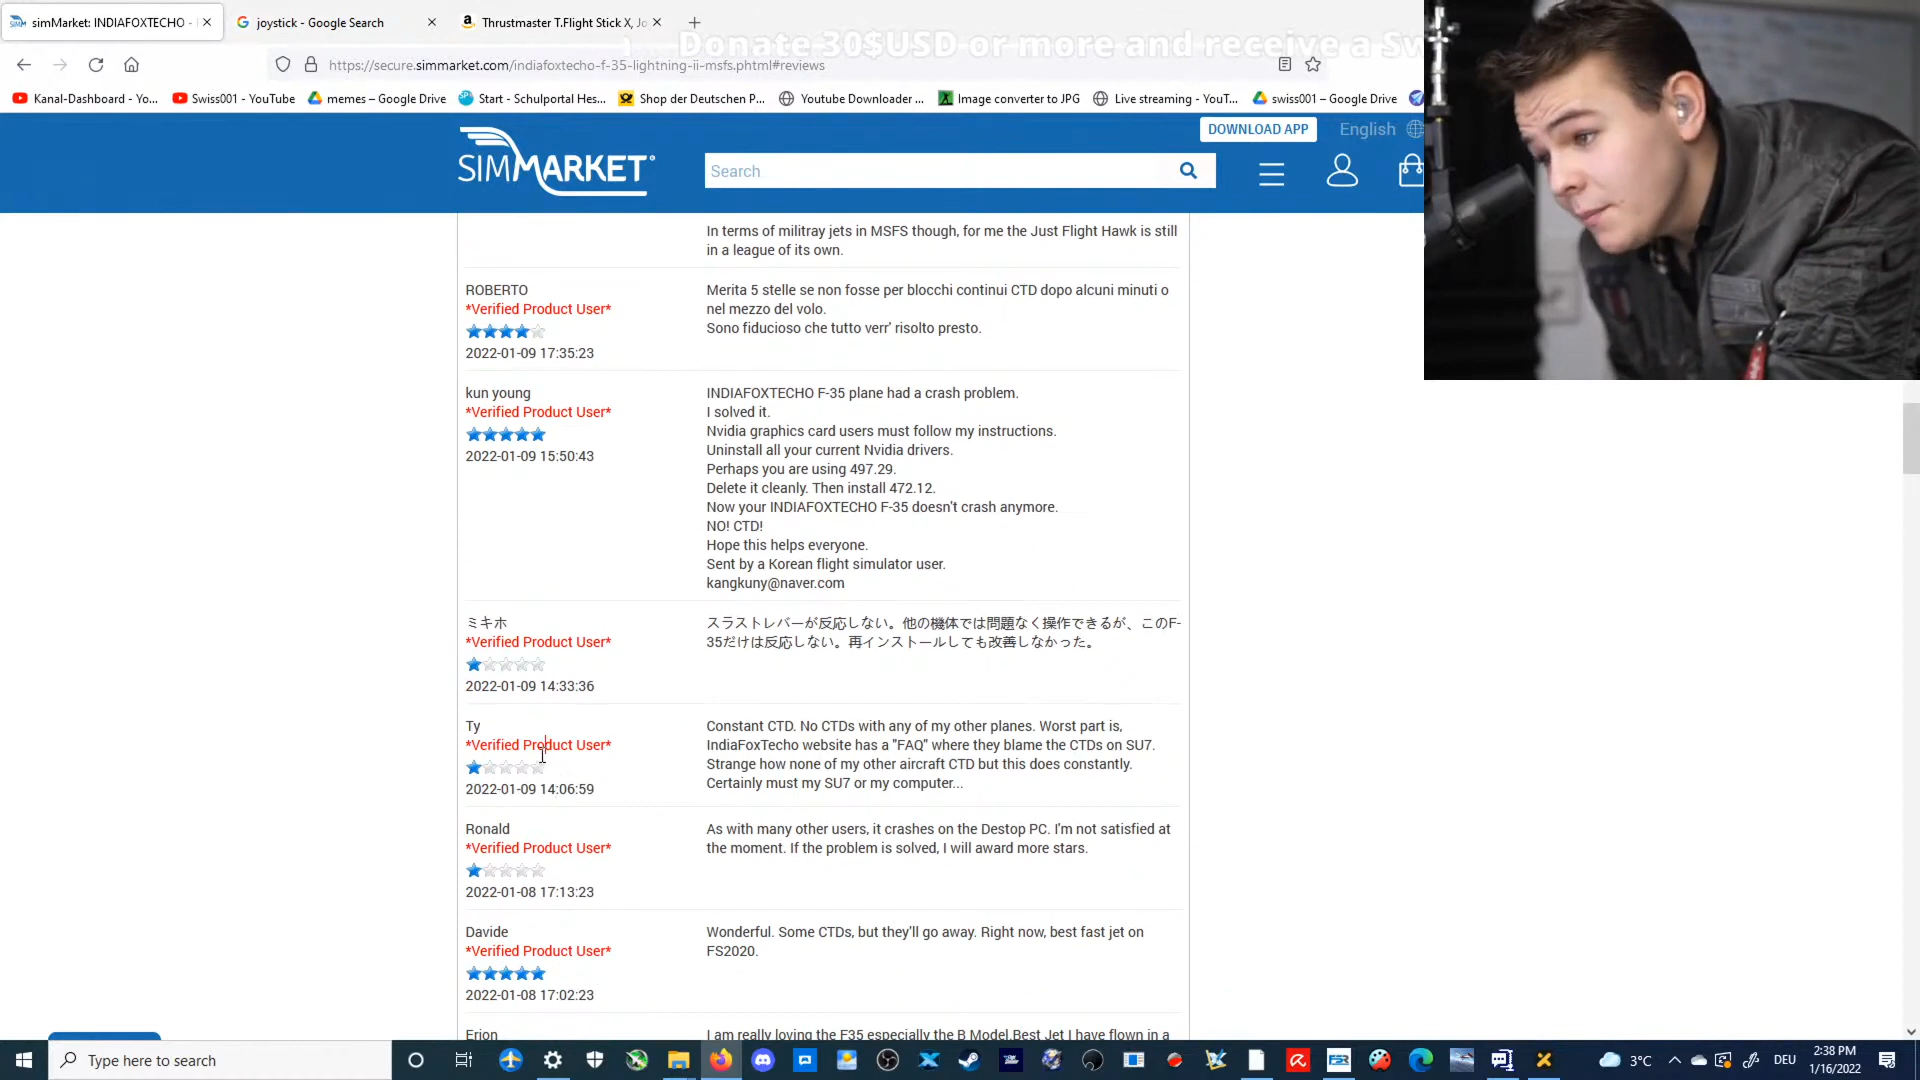 simMarket: INDIAFOXTECHO -
joystick - Google Search
Thrustmaster T.Flight Stick X, Jo
Donate 30$USD or more and receive a Sw
https://secure.simmarket.com/indiafoxtecho-f-35-lightning-ii-msfs.phtml#reviews
Kanal-Dashboard - Yo...
Swiss001 - YouTube
memes – Google Drive
Start - Schulportal Hes...
Shop der Deutschen P...
Youtube Downloader ...
Image converter to JPG
Live streaming - YouT...
swiss001 – Google Drive
DOWNLOAD APP
English
SIMMARKET
Search
In terms of militray jets in MSFS though, for me the Just Flight Hawk is still
in a league of its own.
ROBERTO
*Verified Product User*
2022-01-09 17:35:23
Merita 5 stelle se non fosse per blocchi continui CTD dopo alcuni minuti o
nel mezzo del volo.
Sono fiducioso che tutto verr' risolto presto.
kun young
*Verified Product User*
2022-01-09 15:50:43
INDIAFOXTECHO F-35 plane had a crash problem.
I solved it.
Nvidia graphics card users must follow my instructions.
Uninstall all your current Nvidia drivers.
Perhaps you are using 497.29.
Delete it cleanly. Then install 472.12.
Now your INDIAFOXTECHO F-35 doesn't crash anymore.
NO! CTD!
Hope this helps everyone.
Sent by a Korean flight simulator user.
kangkuny@naver.com
ミキホ
*Verified Product User*
2022-01-09 14:33:36
スラストレバーが反応しない。他の機体では問題なく操作できるが、このF-
35だけは反応しない。再インストールしても改善しなかった。
Ty
*Verified Product User*
2022-01-09 14:06:59
Constant CTD. No CTDs with any of my other planes. Worst part is,
IndiaFoxTecho website has a "FAQ" where they blame the CTDs on SU7.
Strange how none of my other aircraft CTD but this does constantly.
Certainly must my SU7 or my computer...
Ronald
*Verified Product User*
2022-01-08 17:13:23
As with many other users, it crashes on the Destop PC. I'm not satisfied at
the moment. If the problem is solved, I will award more stars.
Davide
*Verified Product User*
2022-01-08 17:02:23
Wonderful. Some CTDs, but they'll go away. Right now, best fast jet on
FS2020.
Erion
I am really loving the F35 especially the B Model.Best Jet I have flown in a
Type here to search
FSR
3°C
DEU
2:38 PM
1/16/2022